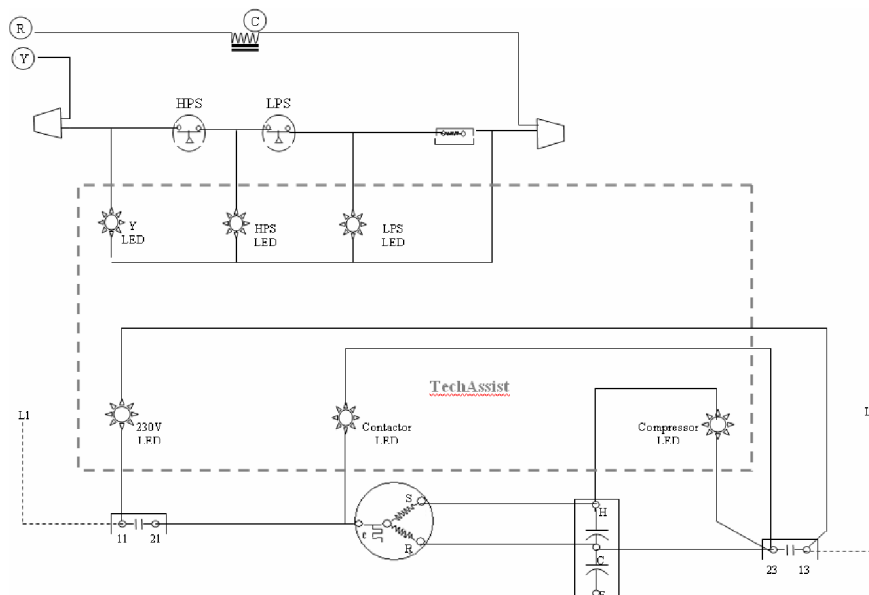 C
R
Y
HPS LPS
Y
LED
HPS
LED
LPS
LED
TechAssist
L1
L
230V
LED
Contactor
LED
Compressor
LED
S
H
c
R
C
11 21
23 13